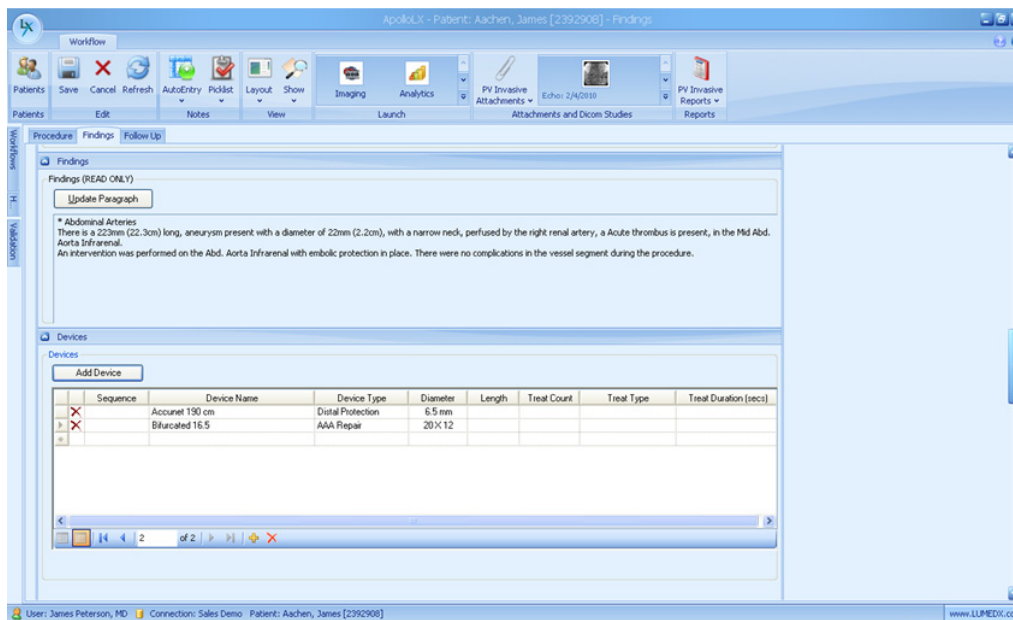 ApolloLX - Patient: Aachen, James [2392908] - Findings
LX
Workflow
Patients
Save
Cancel
Refresh
AutoEntry
Picklist
Layout
Show
Imaging
Analytics
PV Invasive
Attachments
Echo: 2/4/2010
PV Invasive
Reports
Patients
Edit
Notes
View
Launch
Attachments and Dicom Studies
Reports
Workflows
H...
Validation
Procedure
Findings
Follow Up
Findings
Findings (READ ONLY)
Update Paragraph
* Abdominal Arteries
There is a 223mm (22.3cm) long, aneurysm present with a diameter of 22mm (2.2cm), with a narrow neck, perfused by the right renal artery, a Acute thrombus is present, in the Mid Abd.
Aorta Infrarenal.
An intervention was performed on the Abd. Aorta Infrarenal with embolic protection in place. There were no complications in the vessel segment during the procedure.
Devices
Devices
Add Device
Sequence Device Name Device Type Diameter Length Treat Count Treat Type Treat Duration (secs)
Accunet 190 cm Distal Protection 6.5 mm
Bifurcated 16.5 AAA Repair 20 X 12
2 of 2
User: James Peterson, MD Connection: Sales Demo Patient: Aachen, James [2392908]
www.LUMEDX.co